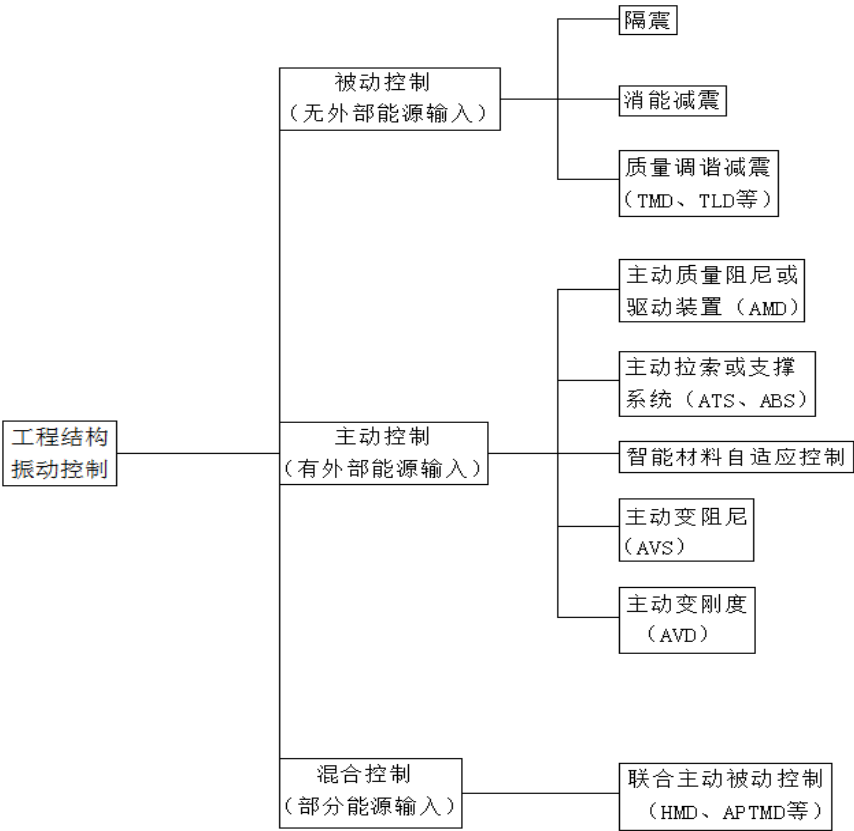 工程结构
振动控制
被动控制
(无外部能源输入)
隔震
消能减震
质量调谐减震
(TMD、TLD等)
主动控制
(有外部能源输入)
主动质量阻尼或
驱动装置(AMD)
主动拉索或支撑
系统(ATS、ABS)
智能材料自适应控制
主动变阻尼
(AVS)
主动变刚度
(AVD)
混合控制
(部分能源输入)
联合主动被动控制
(HMD、APTMD等)